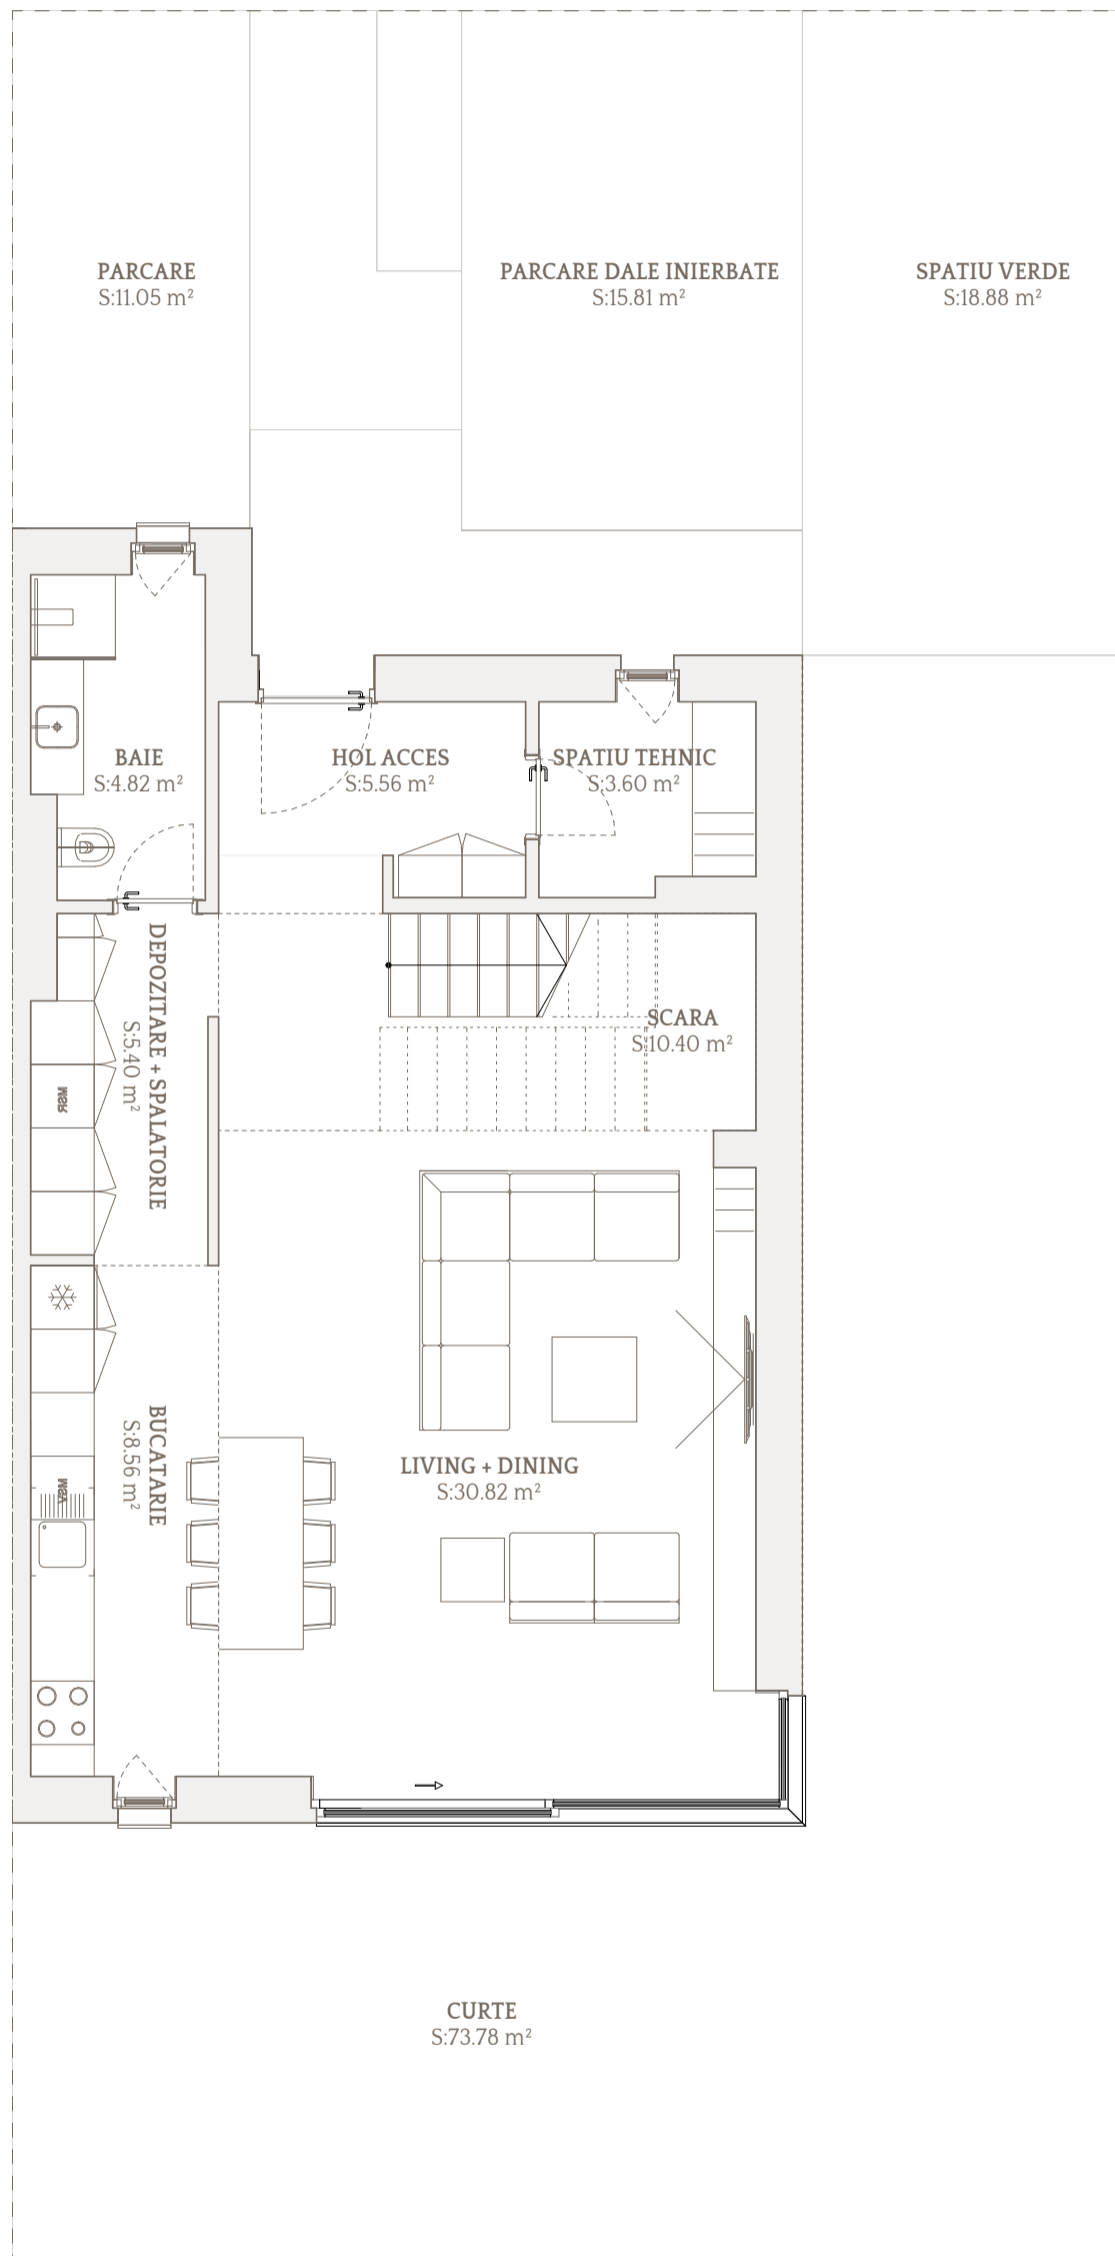 PARCARE
S:11.05 m²
PARCARE DALE INIERBATE
S:15.81 m²
SPATIU VERDE
S:18.88 m²
BAIE
S:4.82 m²
HOL ACCES
S:5.56 m²
SPATIU TEHNIC
S:3.60 m²
DEPOZITARE + SPALATORIE
S:5.40 m²
SCARA
S:10.40 m²
MSR
BUCATARIE
S:8.56 m²
MSV
LIVING + DINING
S:30.82 m²
CURTE
S:73.78 m²